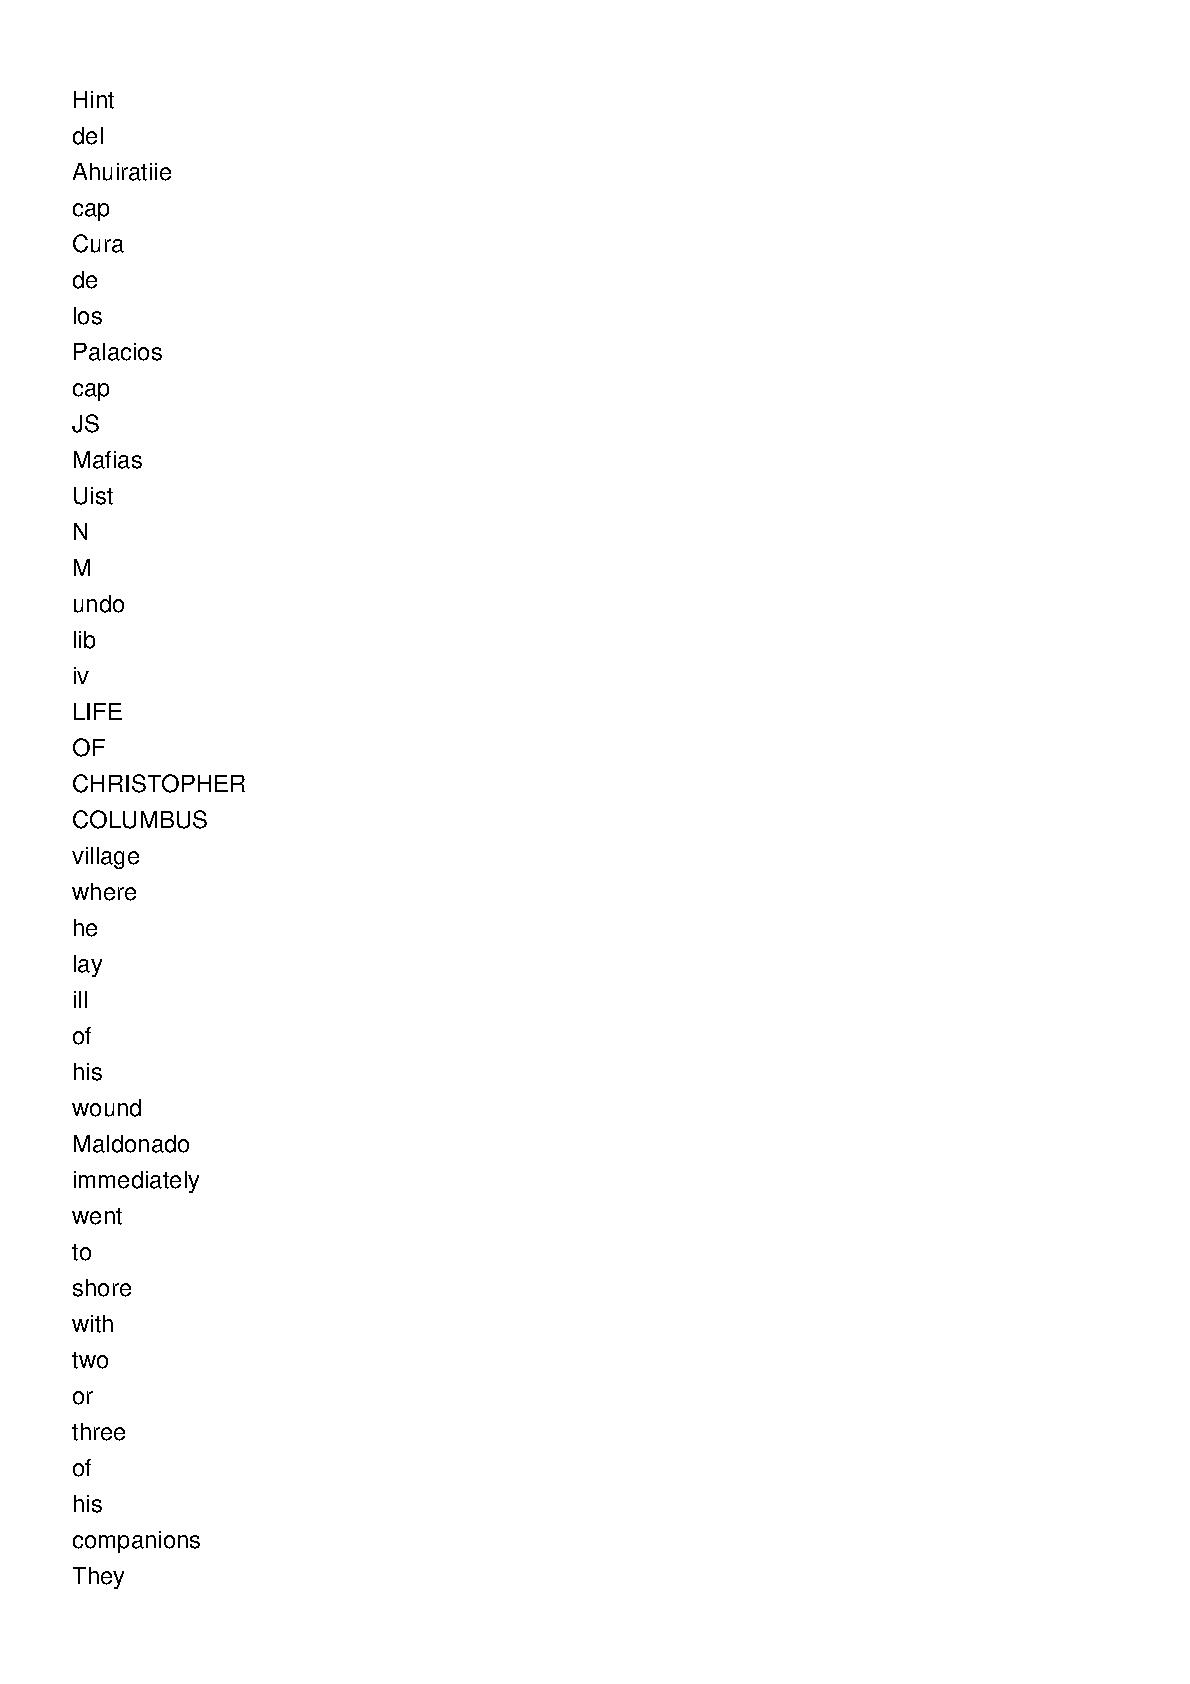 Hint
del
Ahuiratiie
cap
Cura
de
los
Palacios
cap
JS
Mafias
Uist
N
M
undo
lib
iv
LIFE
OF
CHRISTOPHER
COLUMBUS
village
where
he
lay
ill
of
his
wound
Maldonado
immediately
went
to
shore
with
two
or
three
of
his
companions
They